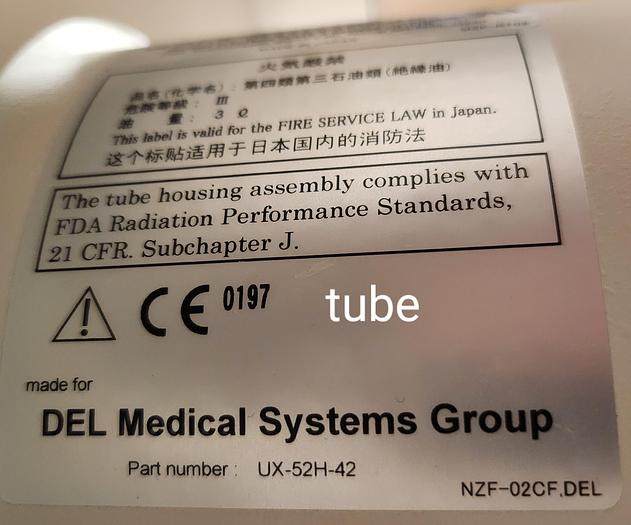 火気厳禁
品名(化学名): 第四類第三石油類(絶縁油)
危険等級: Ⅲ
油 量: 3ℓ
This label is valid for the FIRE SERVICE LAW in Japan.
这个标贴适用于日本国内的消防法
The tube housing assembly complies with
FDA Radiation Performance Standards,
21 CFR. Subchapter J.
CE 0197
tube
made for
DEL Medical Systems Group
Part number : UX-52H-42
NZF-02CF.DEL